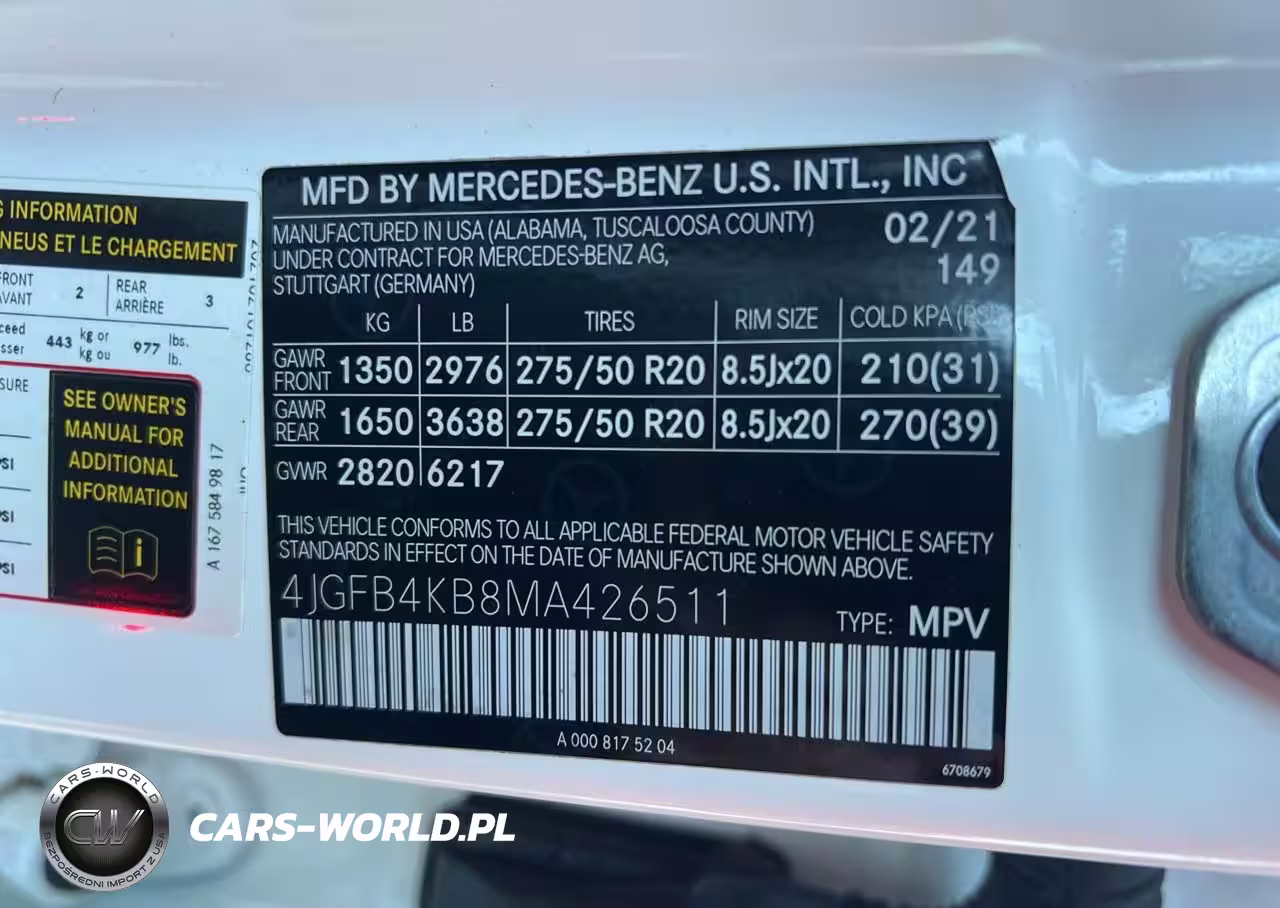 G INFORMATION
NEUS ET LE CHARGEMENT
FRONT
AVANT
2
REAR
ARRIÈRE
3
443
kg or
kg ou
977
lbs.
lb.
SURE
SEE OWNER'S
MANUAL FOR
ADDITIONAL
INFORMATION
PSI
PSI
PSI
A 167 584 98 17
MFD BY MERCEDES-BENZ U.S. INTL., INC
MANUFACTURED IN USA (ALABAMA, TUSCALOOSA COUNTY) 02/21
UNDER CONTRACT FOR MERCEDES-BENZ AG, 149
STUTTGART (GERMANY)
KG LB TIRES RIM SIZE COLD KPA (PSI)
GAWR FRONT 1350 2976 275/50 R20 8.5Jx20 210(31)
GAWR REAR 1650 3638 275/50 R20 8.5Jx20 270(39)
GVWR 2820 6217
THIS VEHICLE CONFORMS TO ALL APPLICABLE FEDERAL MOTOR VEHICLE SAFETY
STANDARDS IN EFFECT ON THE DATE OF MANUFACTURE SHOWN ABOVE.
4JGFB4KB8MA426511
TYPE: MPV
A 000 817 52 04
6708679
CARS-WORLD
CW
BEZPOŚREDNI IMPORT Z USA
CARS-WORLD.PL